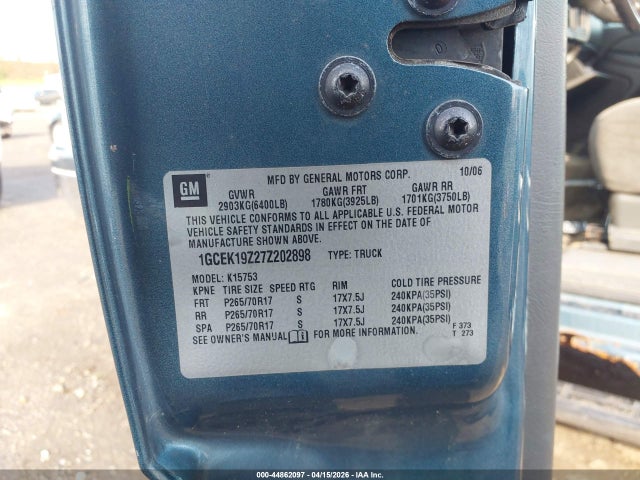 GM
MFD BY GENERAL MOTORS CORP. 10/06
GVWR GAWR FRT GAWR RR
2903KG(6400LB) 1780KG(3925LB) 1701KG(3750LB)
THIS VEHICLE CONFORMS TO ALL APPLICABLE U.S. FEDERAL MOTOR
VEHICLE SAFETY STANDARDS IN EFFECT ON THE DATE OF
MANUFACTURE SHOWN ABOVE.
1GCEK19Z27Z202898 TYPE: TRUCK
MODEL: K15753
KPNE TIRE SIZE SPEED RTG RIM COLD TIRE PRESSURE
FRT P265/70R17 S 17X7.5J 240KPA(35PSI)
RR P265/70R17 S 17X7.5J 240KPA(35PSI)
SPA P265/70R17 S 17X7.5J 240KPA(35PSI)
SEE OWNER'S MANUAL FOR MORE INFORMATION.
F 373
T 273
000-44862097 - 04/15/2026 - IAA Inc.